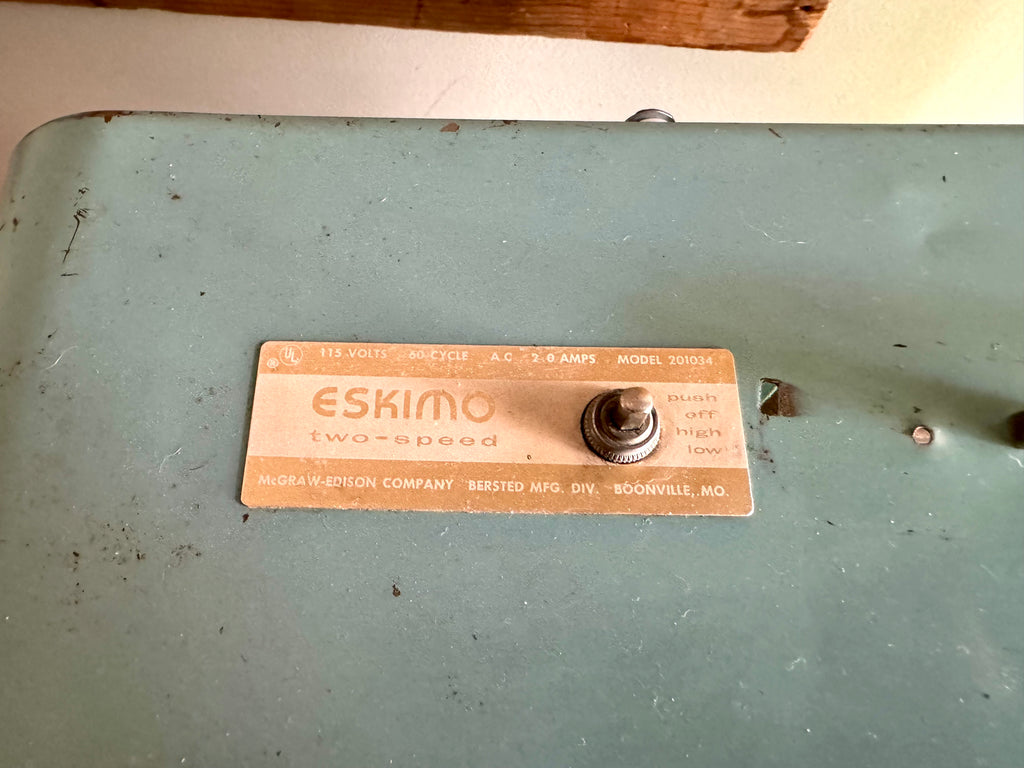 ® UL 115 VOLTS 60 CYCLE A.C. 2.0 AMPS MODEL 201034
ESKIMO
two-speed
push
off
high
low
McGRAW-EDISON COMPANY BERSTED MFG. DIV. BOONVILLE, MO.